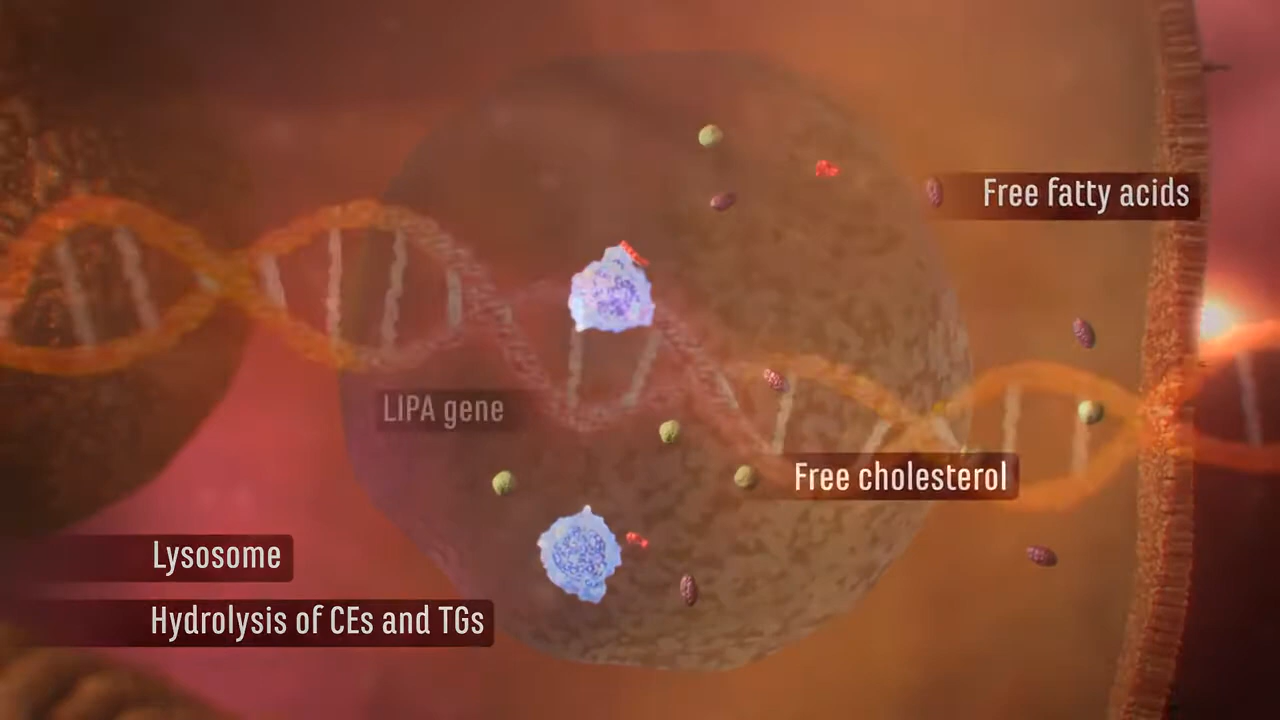 Free fatty acids
LIPA gene
Free cholesterol
Lysosome
Hydrolysis of CEs and TGs